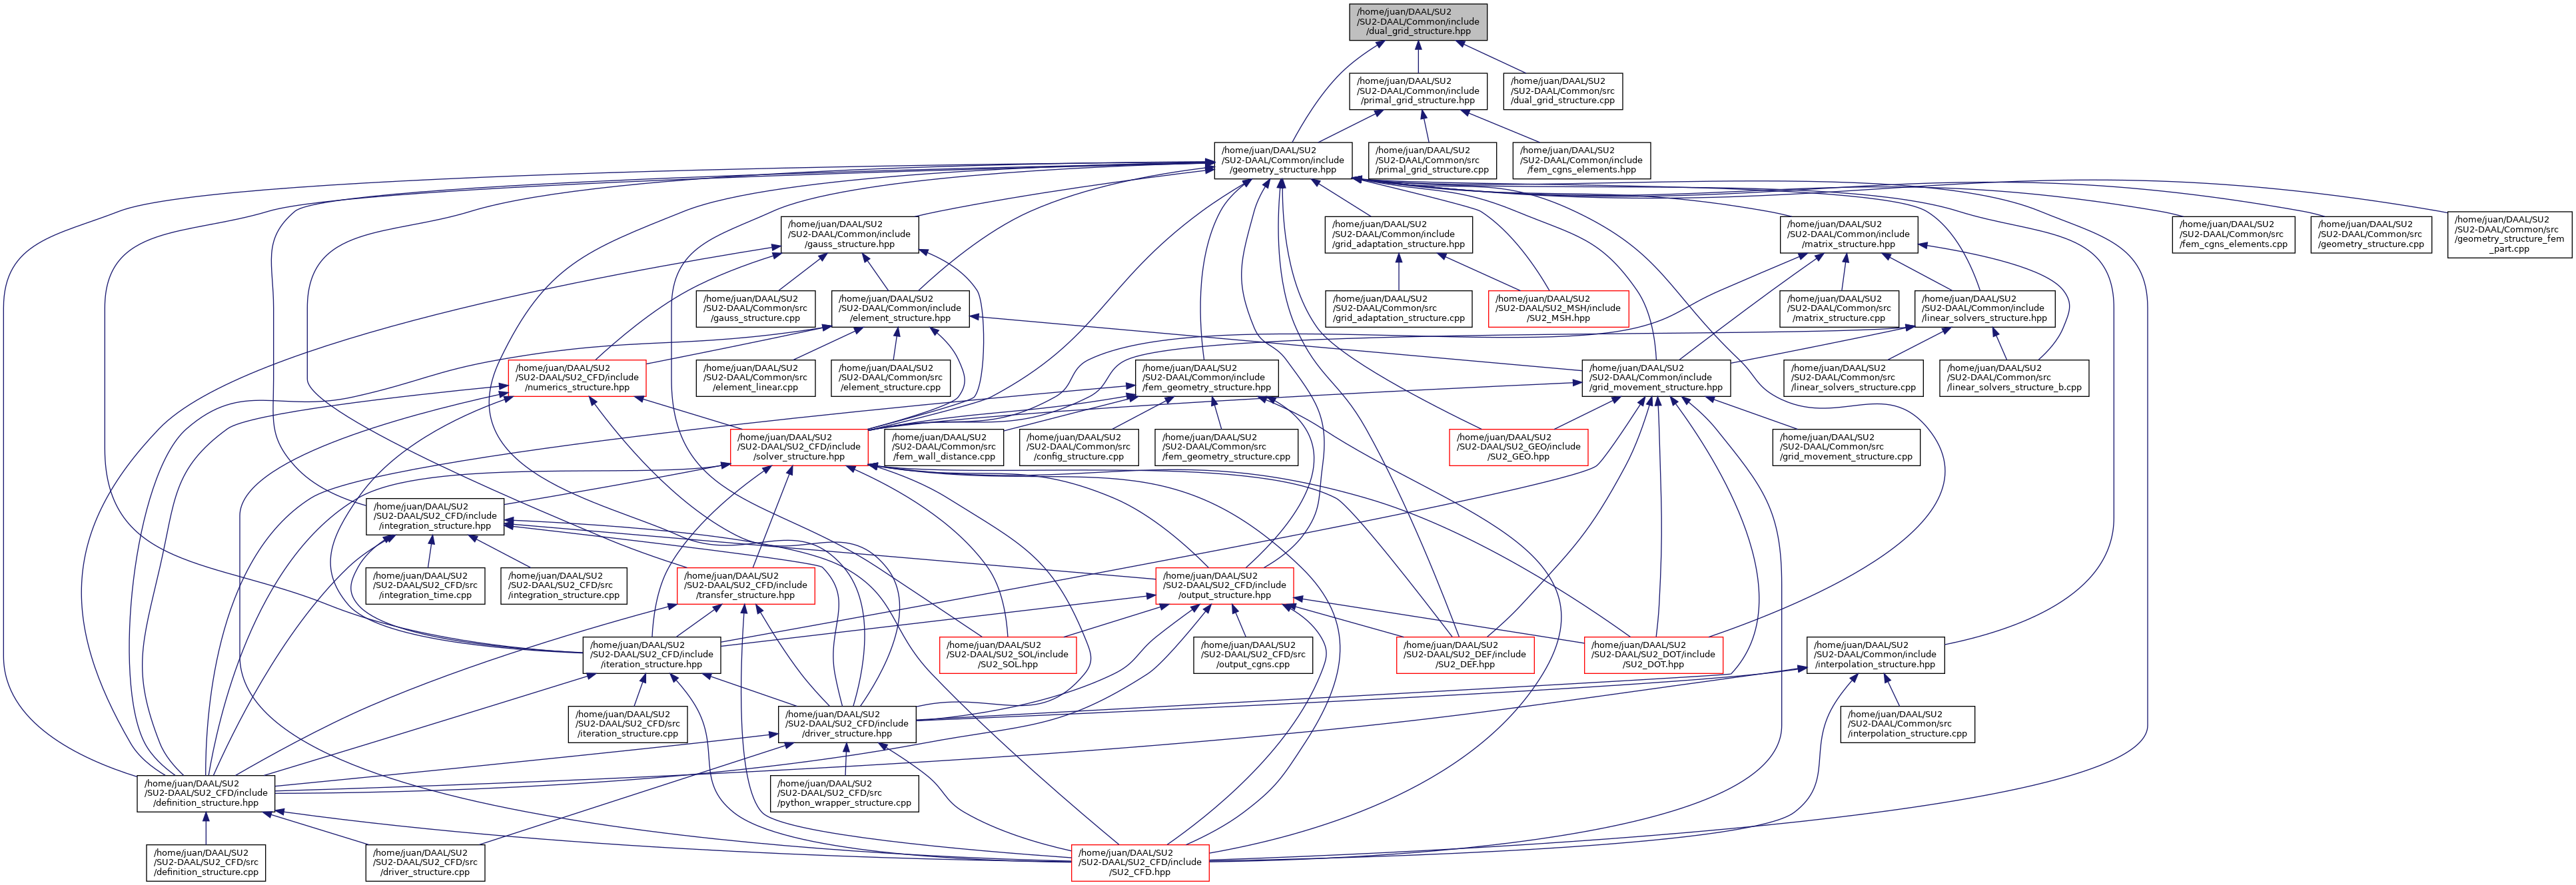 /home/juan/DAAL/SU2
/SU2-DAAL/Common/include
/dual_grid_structure.hpp
/home/juan/DAAL/SU2
/SU2-DAAL/Common/include
/primal_grid_structure.hpp
/home/juan/DAAL/SU2
/SU2-DAAL/Common/src
/dual_grid_structure.cpp
/home/juan/DAAL/SU2
/SU2-DAAL/Common/include
/geometry_structure.hpp
/home/juan/DAAL/SU2
/SU2-DAAL/Common/src
/primal_grid_structure.cpp
/home/juan/DAAL/SU2
/SU2-DAAL/Common/include
/fem_cgns_elements.hpp
/home/juan/DAAL/SU2
/SU2-DAAL/Common/include
/gauss_structure.hpp
/home/juan/DAAL/SU2
/SU2-DAAL/Common/include
/grid_adaptation_structure.hpp
/home/juan/DAAL/SU2
/SU2-DAAL/Common/include
/matrix_structure.hpp
/home/juan/DAAL/SU2
/SU2-DAAL/Common/src
/fem_cgns_elements.cpp
/home/juan/DAAL/SU2
/SU2-DAAL/Common/src
/geometry_structure.cpp
/home/juan/DAAL/SU2
/SU2-DAAL/Common/src
/geometry_structure_fem
_part.cpp
/home/juan/DAAL/SU2
/SU2-DAAL/Common/src
/gauss_structure.cpp
/home/juan/DAAL/SU2
/SU2-DAAL/Common/include
/element_structure.hpp
/home/juan/DAAL/SU2
/SU2-DAAL/Common/src
/grid_adaptation_structure.cpp
/home/juan/DAAL/SU2
/SU2-DAAL/SU2_MSH/include
/SU2_MSH.hpp
/home/juan/DAAL/SU2
/SU2-DAAL/Common/src
/matrix_structure.cpp
/home/juan/DAAL/SU2
/SU2-DAAL/Common/include
/linear_solvers_structure.hpp
/home/juan/DAAL/SU2
/SU2-DAAL/SU2_CFD/include
/numerics_structure.hpp
/home/juan/DAAL/SU2
/SU2-DAAL/Common/src
/element_linear.cpp
/home/juan/DAAL/SU2
/SU2-DAAL/Common/src
/element_structure.cpp
/home/juan/DAAL/SU2
/SU2-DAAL/Common/include
/fem_geometry_structure.hpp
/home/juan/DAAL/SU2
/SU2-DAAL/Common/include
/grid_movement_structure.hpp
/home/juan/DAAL/SU2
/SU2-DAAL/Common/src
/linear_solvers_structure.cpp
/home/juan/DAAL/SU2
/SU2-DAAL/Common/src
/linear_solvers_structure_b.cpp
/home/juan/DAAL/SU2
/SU2-DAAL/SU2_CFD/include
/solver_structure.hpp
/home/juan/DAAL/SU2
/SU2-DAAL/Common/src
/fem_wall_distance.cpp
/home/juan/DAAL/SU2
/SU2-DAAL/Common/src
/config_structure.cpp
/home/juan/DAAL/SU2
/SU2-DAAL/Common/src
/fem_geometry_structure.cpp
/home/juan/DAAL/SU2
/SU2-DAAL/SU2_GEO/include
/SU2_GEO.hpp
/home/juan/DAAL/SU2
/SU2-DAAL/Common/src
/grid_movement_structure.cpp
/home/juan/DAAL/SU2
/SU2-DAAL/SU2_CFD/include
/integration_structure.hpp
/home/juan/DAAL/SU2
/SU2-DAAL/SU2_CFD/src
/integration_time.cpp
/home/juan/DAAL/SU2
/SU2-DAAL/SU2_CFD/src
/integration_structure.cpp
/home/juan/DAAL/SU2
/SU2-DAAL/SU2_CFD/include
/transfer_structure.hpp
/home/juan/DAAL/SU2
/SU2-DAAL/SU2_CFD/include
/output_structure.hpp
/home/juan/DAAL/SU2
/SU2-DAAL/SU2_CFD/include
/iteration_structure.hpp
/home/juan/DAAL/SU2
/SU2-DAAL/SU2_SOL/include
/SU2_SOL.hpp
/home/juan/DAAL/SU2
/SU2-DAAL/SU2_CFD/src
/output_cgns.cpp
/home/juan/DAAL/SU2
/SU2-DAAL/SU2_DEF/include
/SU2_DEF.hpp
/home/juan/DAAL/SU2
/SU2-DAAL/SU2_DOT/include
/SU2_DOT.hpp
/home/juan/DAAL/SU2
/SU2-DAAL/Common/include
/interpolation_structure.hpp
/home/juan/DAAL/SU2
/SU2-DAAL/SU2_CFD/src
/iteration_structure.cpp
/home/juan/DAAL/SU2
/SU2-DAAL/SU2_CFD/include
/driver_structure.hpp
/home/juan/DAAL/SU2
/SU2-DAAL/Common/src
/interpolation_structure.cpp
/home/juan/DAAL/SU2
/SU2-DAAL/SU2_CFD/include
/definition_structure.hpp
/home/juan/DAAL/SU2
/SU2-DAAL/SU2_CFD/src
/python_wrapper_structure.cpp
/home/juan/DAAL/SU2
/SU2-DAAL/SU2_CFD/src
/definition_structure.cpp
/home/juan/DAAL/SU2
/SU2-DAAL/SU2_CFD/src
/driver_structure.cpp
/home/juan/DAAL/SU2
/SU2-DAAL/SU2_CFD/include
/SU2_CFD.hpp